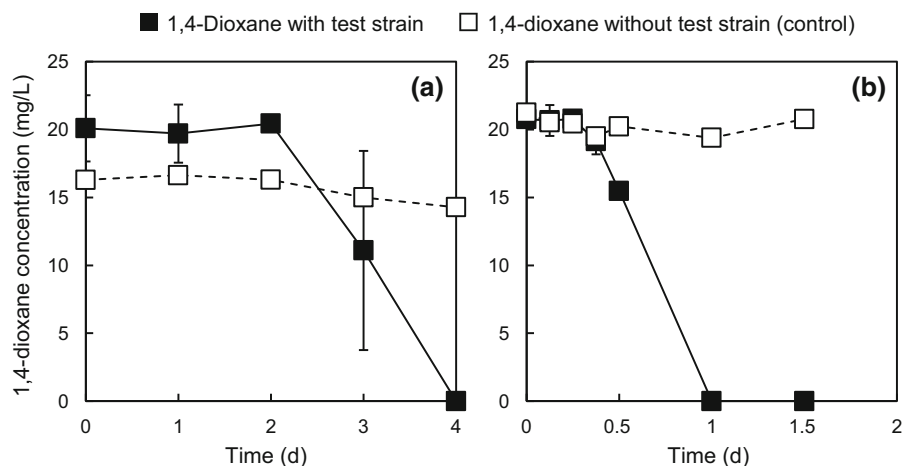 1,4-Dioxane with test strain 1,4-dioxane without test strain (control)
1,4-dioxane concentration (mg/L)
25
20
15
10
5
0
(a)
0 1 2 3 4
Time (d)
25
20
15
10
5
0
(b)
0 0.5 1 1.5 2
Time (d)